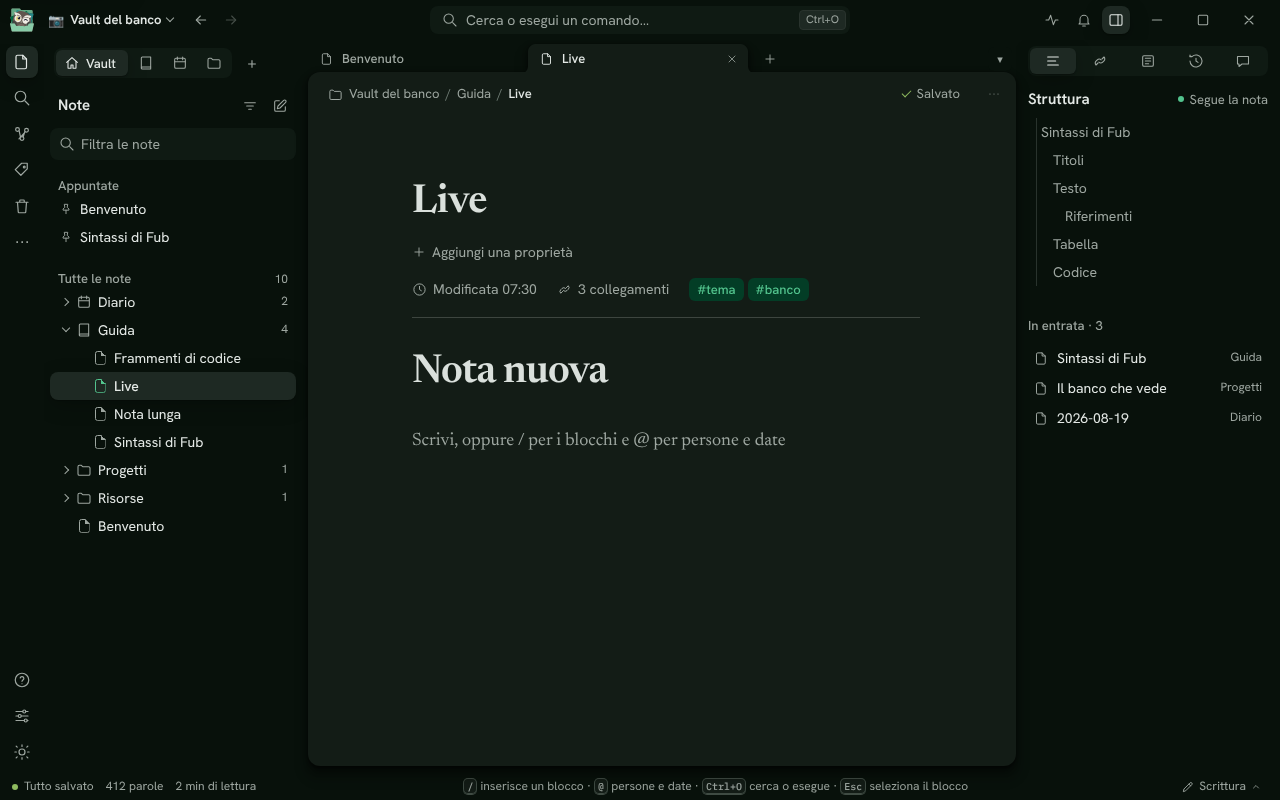 Vault del banco
Cerca o esegui un comando...
Ctrl+O
Vault
Benvenuto
Live
Note
Vault del banco / Guida / Live
Salvato
Struttura
Segue la nota
Filtra le note
Sintassi di Fub
Titoli
Testo
Riferimenti
Tabella
Codice
Appuntate
Benvenuto
Sintassi di Fub
Live
Aggiungi una proprietà
Tutte le note 10
Modificata 07:30
3 collegamenti
#tema
#banco
Diario 2
Guida 4
Frammenti di codice
Live
Nota lunga
Sintassi di Fub
Progetti 1
Risorse 1
Benvenuto
Nota nuova
Scrivi, oppure / per i blocchi e @ per persone e date
In entrata · 3
Sintassi di Fub Guida
Il banco che vede Progetti
2026-08-19 Diario
Tutto salvato 412 parole 2 min di lettura
/ inserisce un blocco · @ persone e date · Ctrl+O cerca o esegue · Esc seleziona il blocco
Scrittura